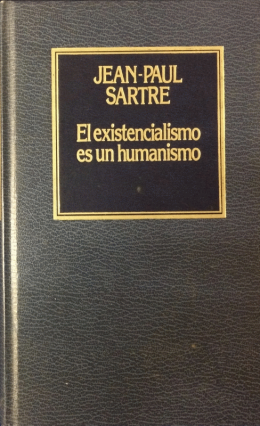 JEAN-PAUL
SARTRE
El existencialismo
es un humanismo